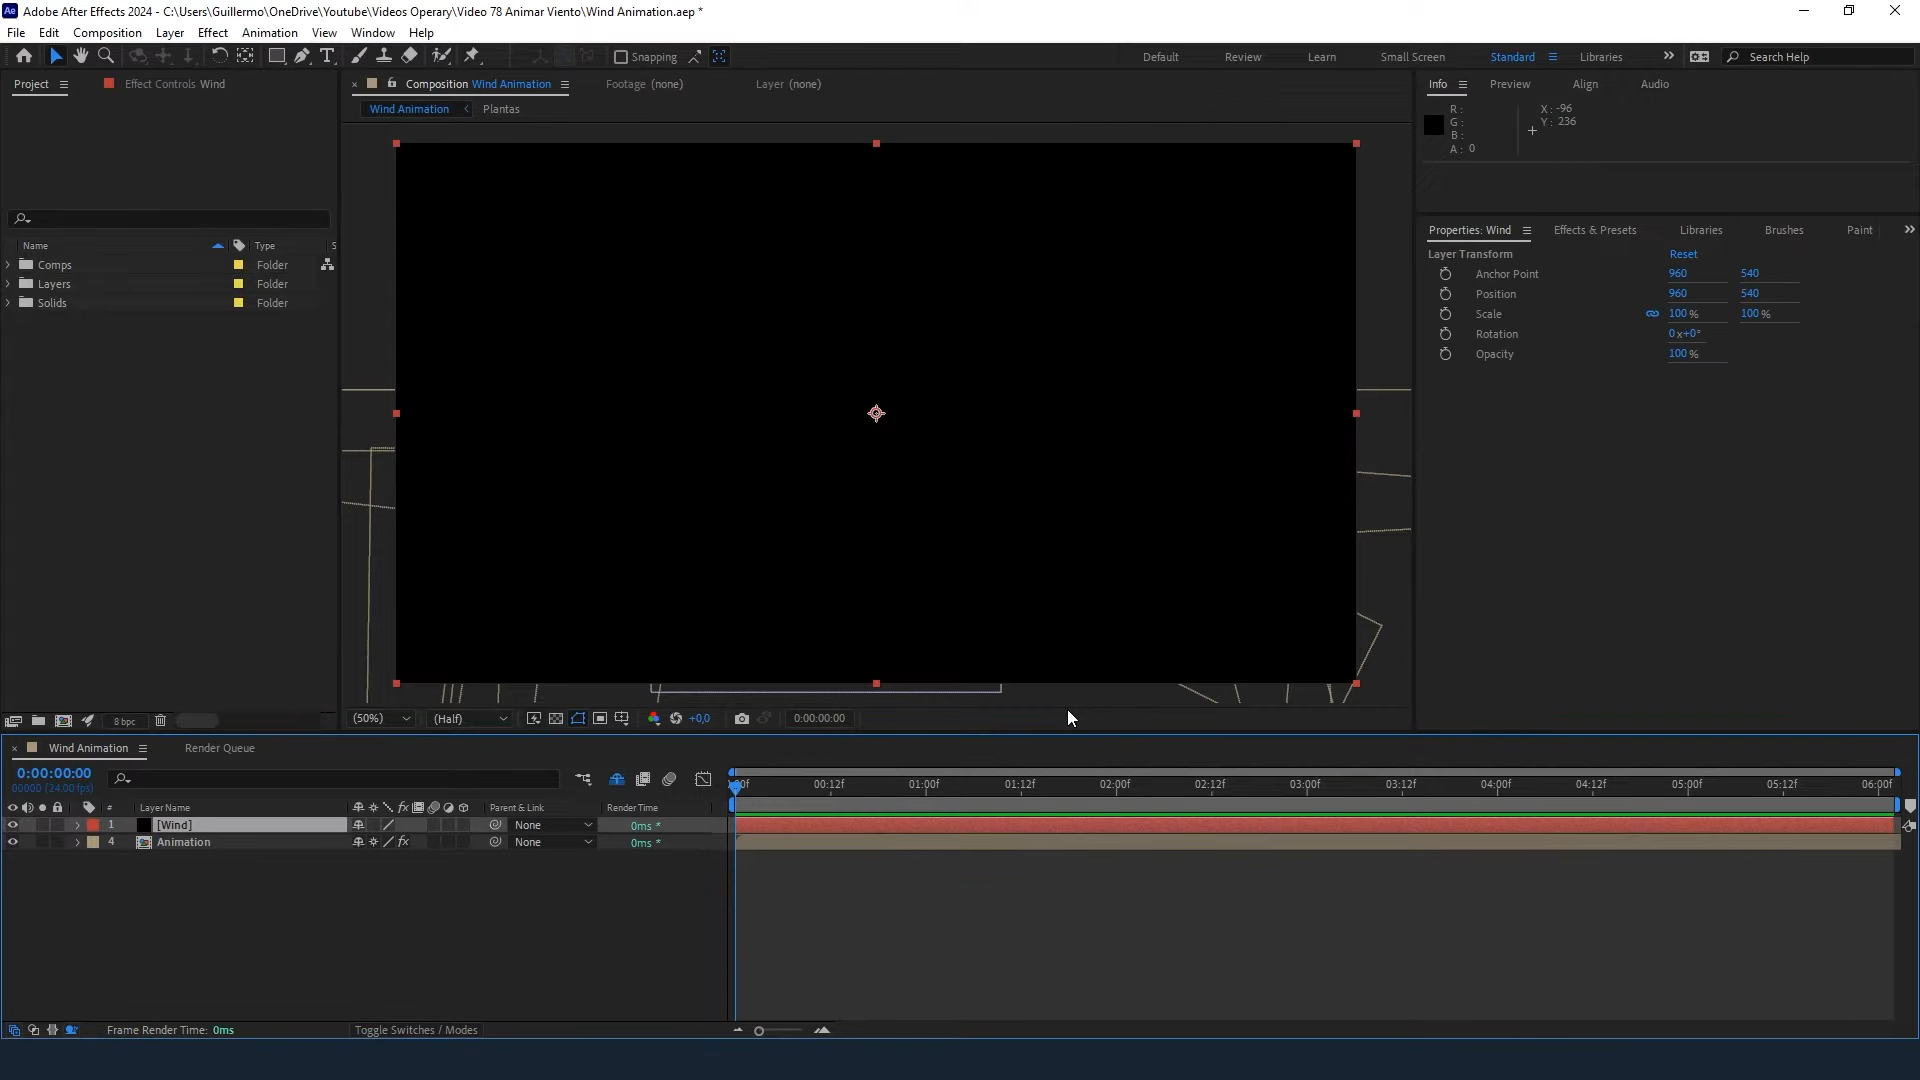 Adobe After Effects 2024 - C:\Users\Guillermo\OneDrive\Youtube\Videos Operary\Video 78 Animar Viento\Wind Animation.aep *
File Edit Composition Layer Effect Animation View Window Help
Snapping Default Review Learn Small Screen Standard Libraries Search Help
Project Effect Controls Wind Composition Wind Animation Footage (none) Layer (none) Info Preview Align Audio
Wind Animation Plantas
R : X : -96
G : Y : 236
B :
A : 0
Properties: Wind Effects & Presets Libraries Brushes Paint
Name Type S
Layer Transform Reset
Comps Folder
Anchor Point 960 540
Layers Folder
Position 960 540
Solids Folder
Scale 100 % 100 %
Rotation 0x+0°
Opacity 100 %
8 bpc (50%) (Half) +0,0 0:00:00:00
Wind Animation Render Queue
0:00:00:00
00000 (24.00 fps)
00f 00:12f 01:00f 01:12f 02:00f 02:12f 03:00f 03:12f 04:00f 04:12f 05:00f 05:12f 06:00f
# Layer Name fx Parent & Link Render Time
1 [Wind] None 0ms *
4 Animation fx None 0ms *
Frame Render Time: 0ms Toggle Switches / Modes